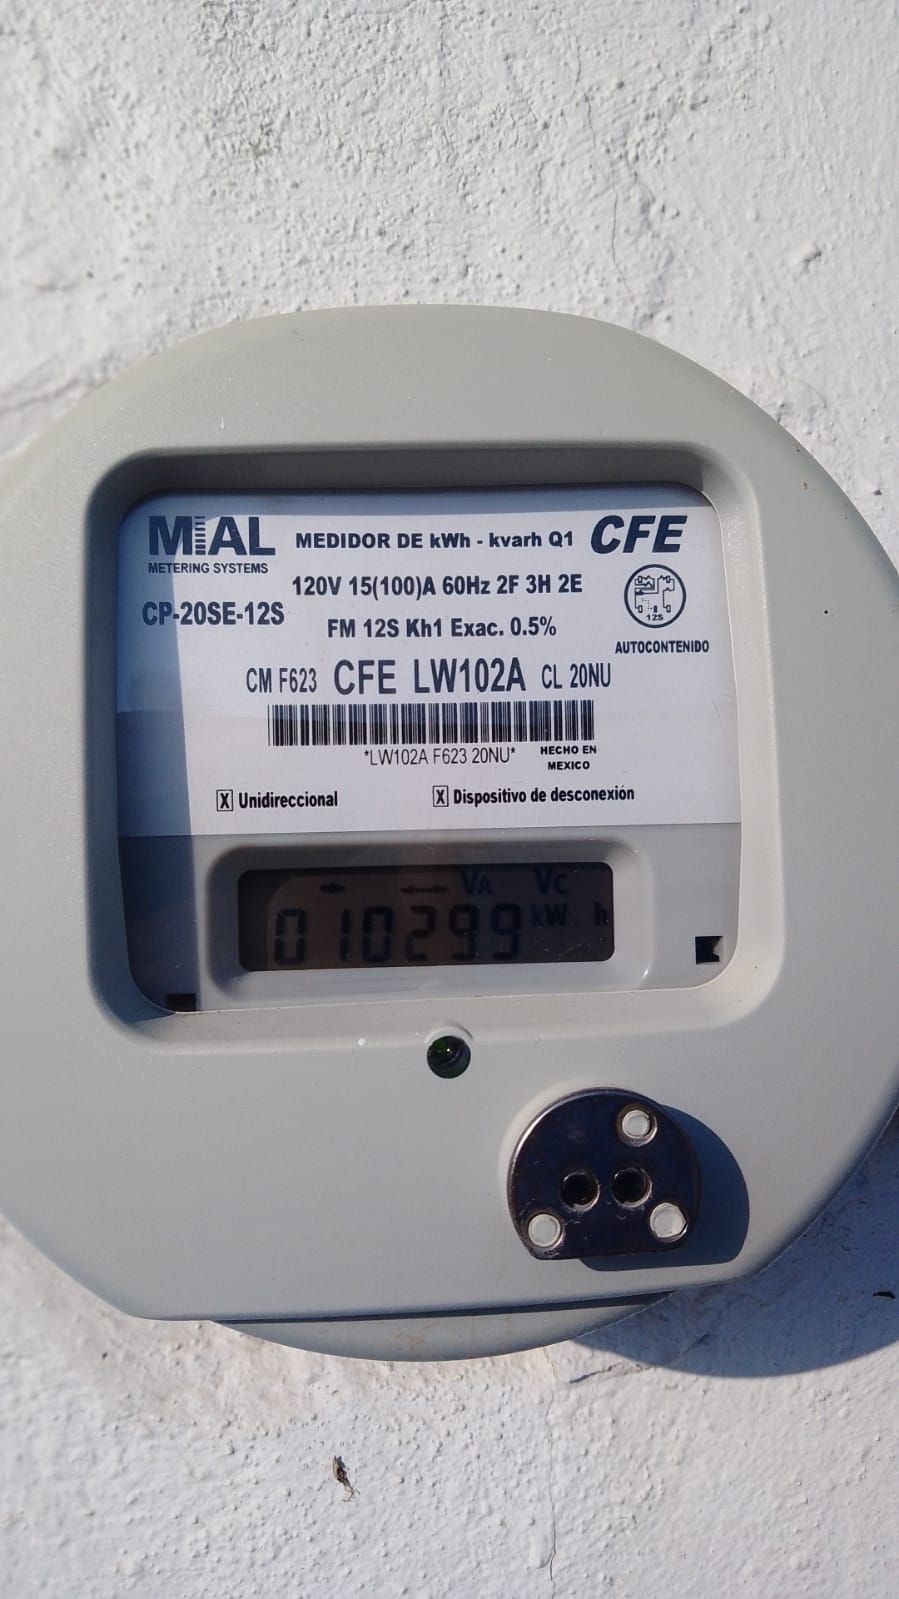 MIAL MEDIDOR DE kWh - kvarh Q1 CFE
METERING SYSTEMS
120V 15(100)A 60Hz 2F 3H 2E
CP-20SE-12S
FM 12S Kh1 Exac. 0.5%
12S
AUTOCONTENIDO
CM F623 CFE LW102A CL 20NU
*LW102A F623 20NU*
HECHO EN
MEXICO
X Unidireccional X Dispositivo de desconexión
VA VC
010299 kW h